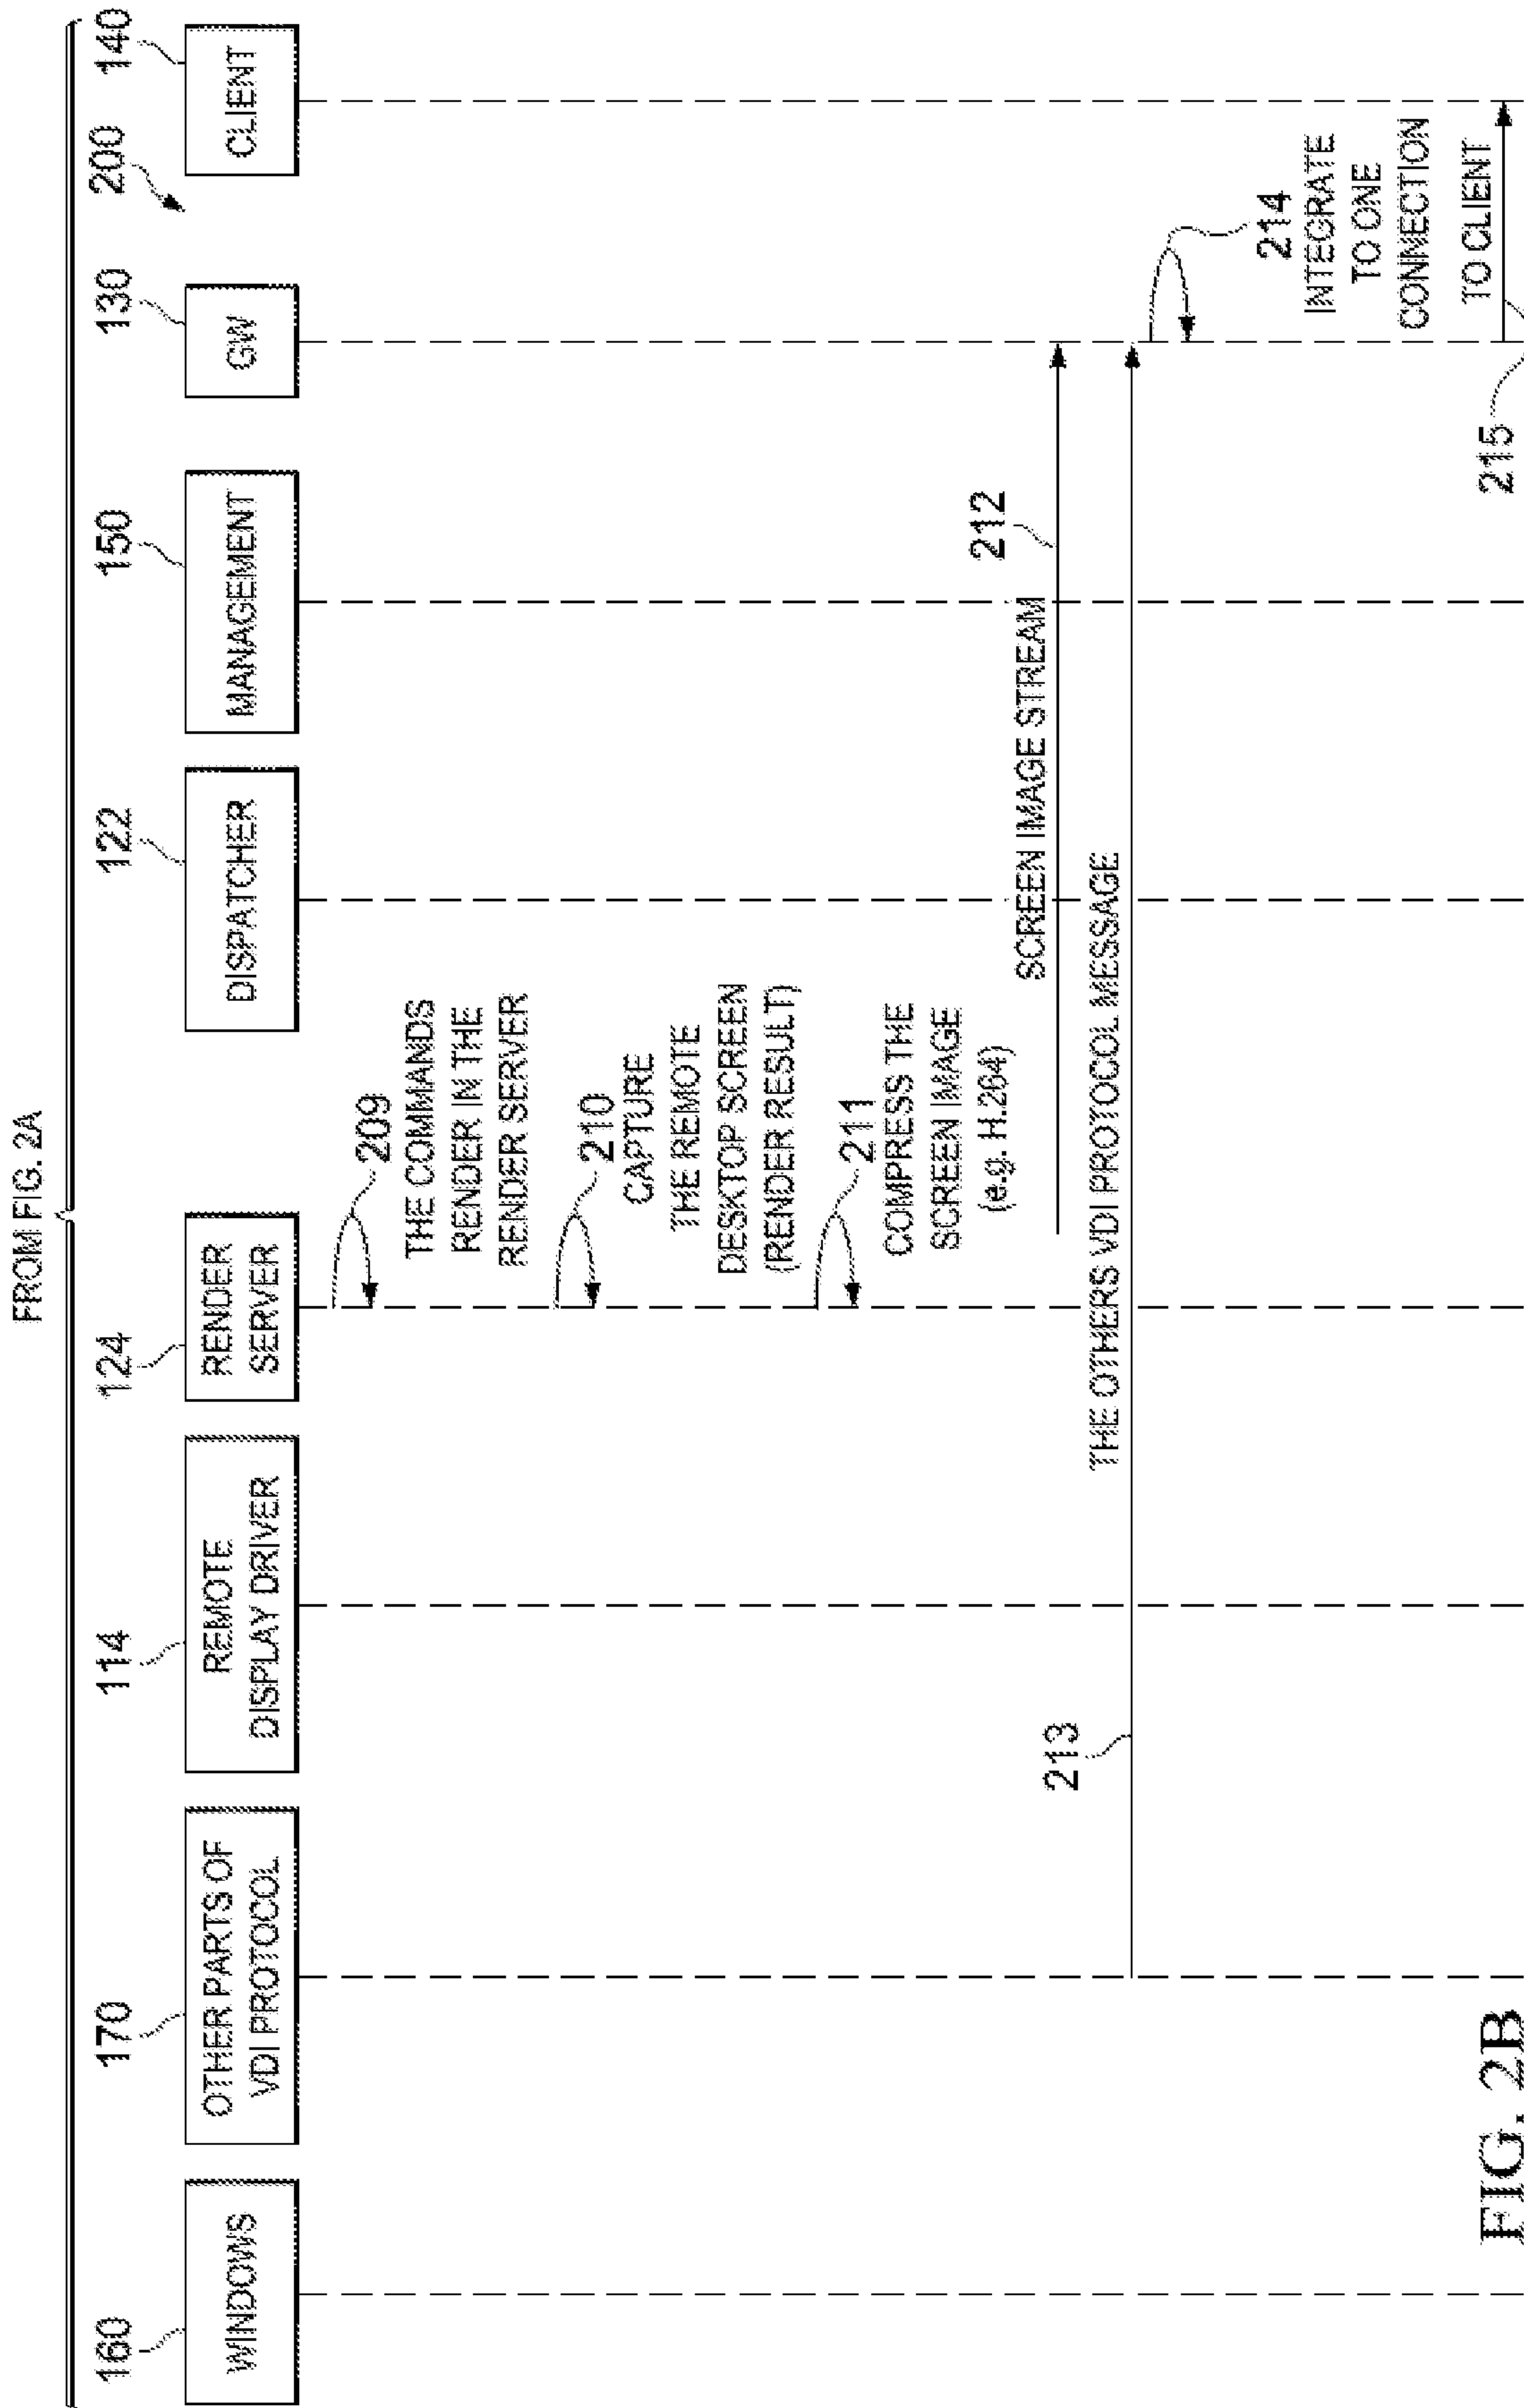 FROM FIG. 2A
160
170
114
124
122
150
130
200
140
WINDOWS
OTHER PARTS OF
VDI PROTOCOL
REMOTE
DISPLAY DRIVER
RENDER
SERVER
DISPATCHER
MANAGEMENT
GW
CLIENT
209
THE COMMANDS
RENDER IN THE
RENDER SERVER
210
CAPTURE
THE REMOTE
DESKTOP SCREEN
(RENDER RESULT)
211
COMPRESS THE
SCREEN IMAGE
(e.g. H.264)
SCREEN IMAGE STREAM
212
THE OTHERS VDI PROTOCOL MESSAGE
213
214
INTEGRATE
TO ONE
CONNECTION
TO CLIENT
215
FIG. 2B